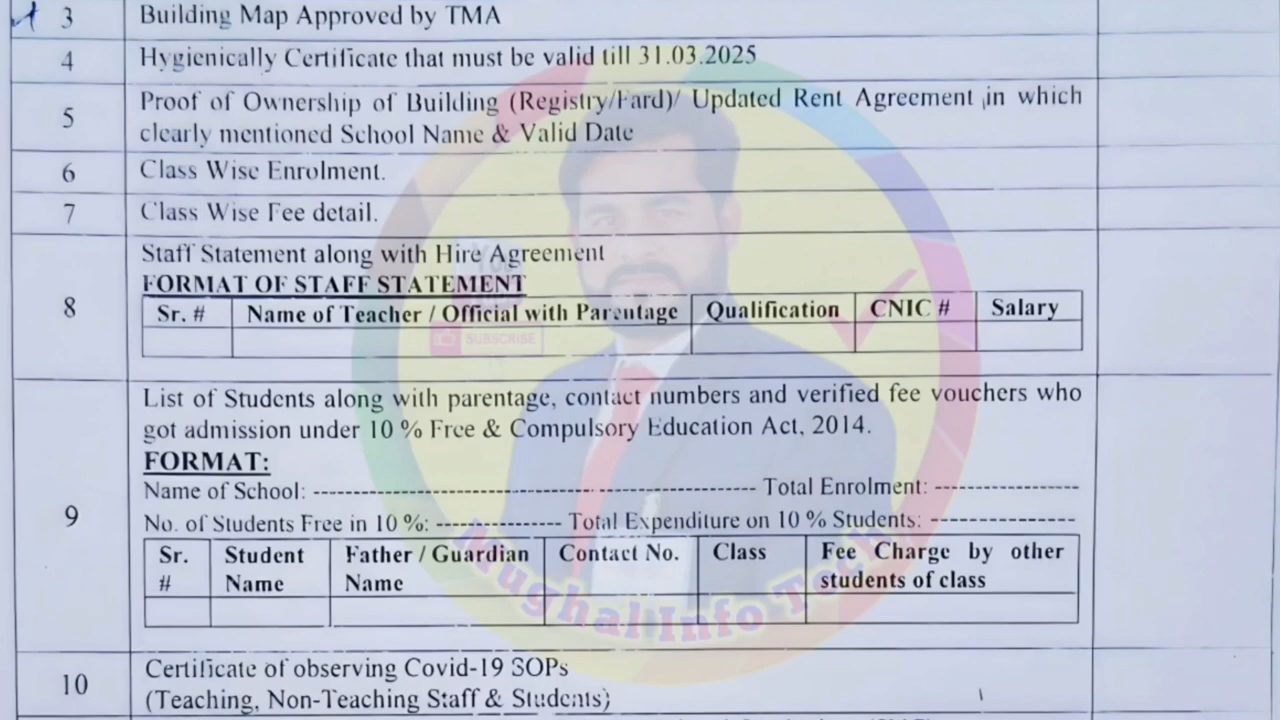 3 Building Map Approved by TMA
4 Hygienically Certificate that must be valid till 31.03.2025
5 Proof of Ownership of Building (Registry/Fard)/ Updated Rent Agreement in which
clearly mentioned School Name & Valid Date
6 Class Wise Enrolment.
7 Class Wise Fee detail.
8 Staff Statement along with Hire Agreement
FORMAT OF STAFF STATEMENT
Sr. # Name of Teacher / Official with Parentage Qualification CNIC # Salary
SUBSCRIBE
9 List of Students along with parentage, contact numbers and verified fee vouchers who
got admission under 10 % Free & Compulsory Education Act, 2014.
FORMAT:
Name of School: ------------------------------------------------ Total Enrolment: ----------------
No. of Students Free in 10 %: -------------- Total Expenditure on 10 % Students: ----------------
Sr. # Student Name Father / Guardian Name Contact No. Class Fee Charge by other students of class
Mughal Info Tech
10 Certificate of observing Covid-19 SOPs
(Teaching, Non-Teaching Staff & Students)